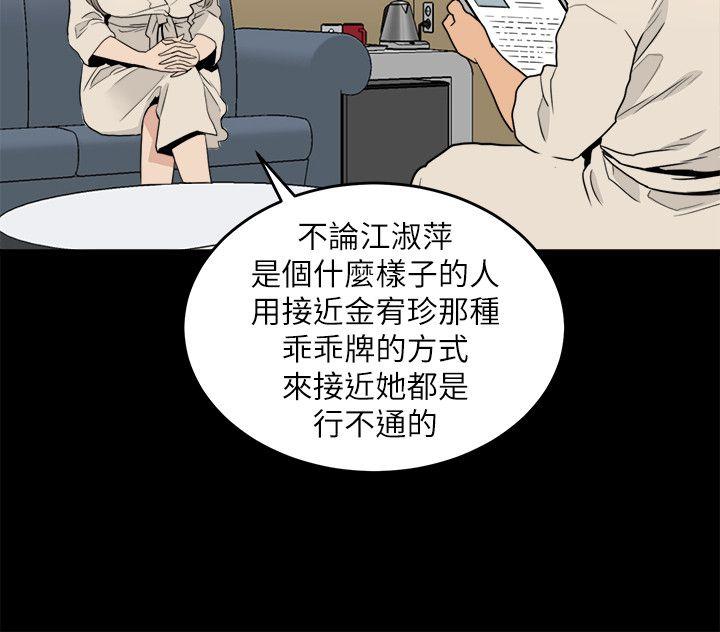 不論江淑萍
是個什麼樣子的人
用接近金宥珍那種
乖乖牌的方式
來接近她都是
行不通的